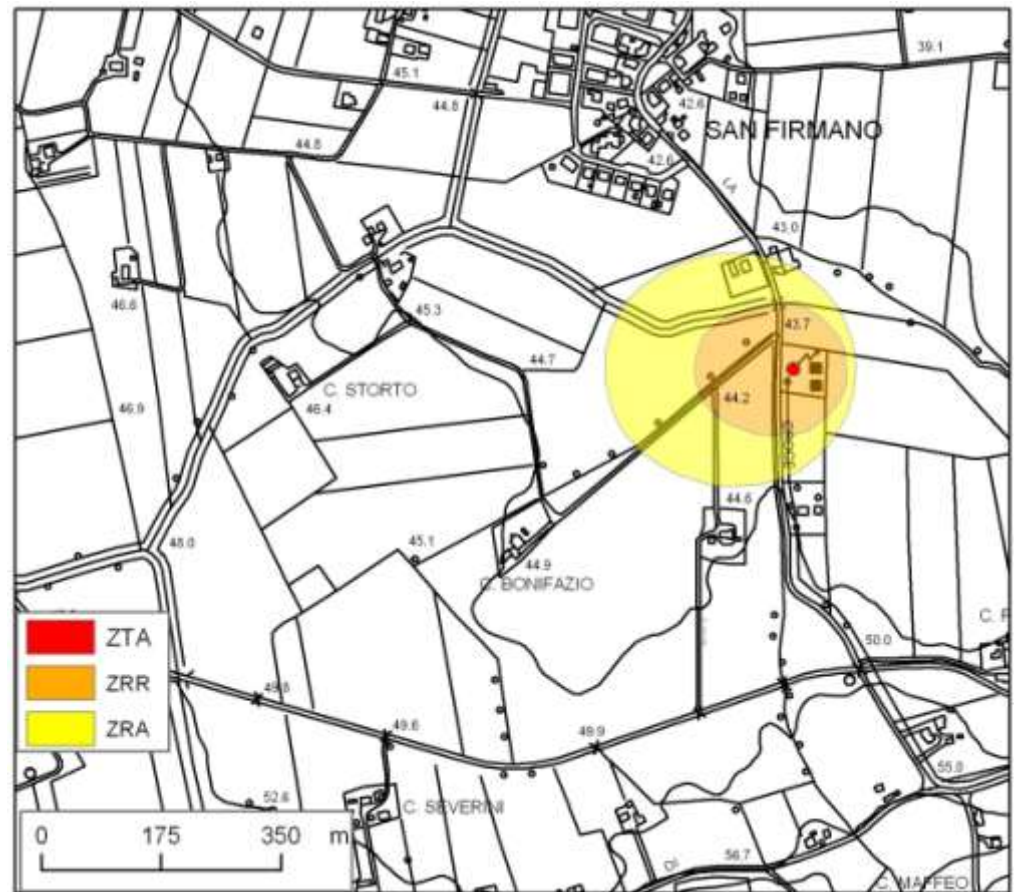 39.1
45.1
44.8
42.6
SAN FIRMANO
44.8
42.6
43.0
46.6
45.3
43.7
44.7
C. STORTO
46.4
44.2
46.9
44.6
48.0
45.1
44.9
C. BONIFAZIO
ZTA
50.0
ZRR
49.8
ZRA
49.6
49.9
55.0
52.6
C. SEVERINI
0 175 350 m
56.7
C. MAFFEO